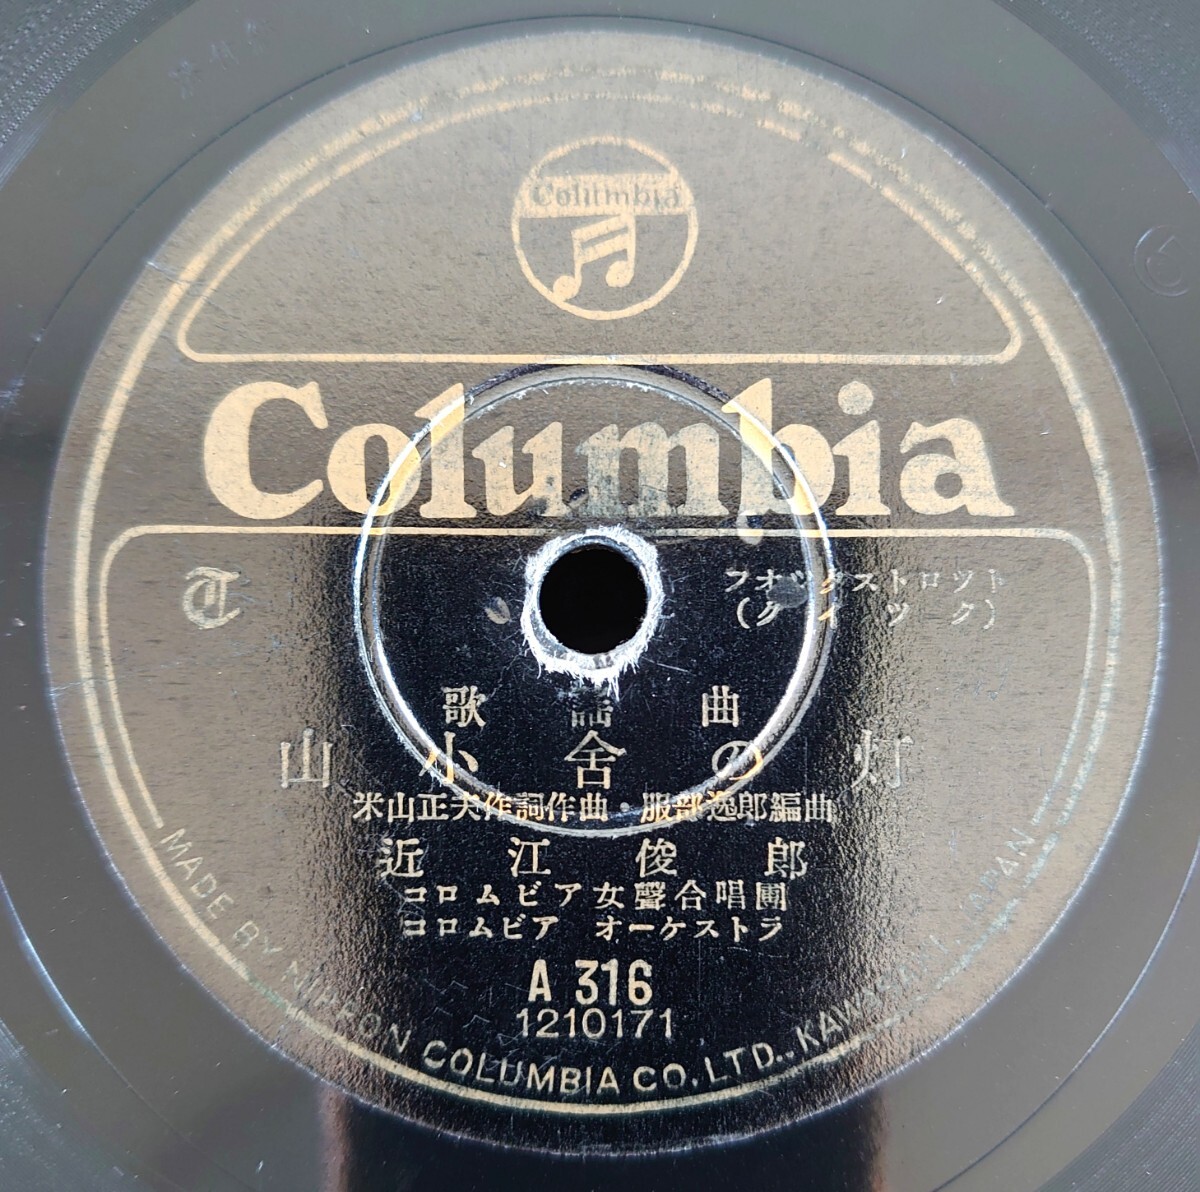 Columbia
Columbia
T
フオツクストロツト
(クイツク)
歌謡曲
山小舎の灯
米山正夫作詞作曲・服部逸郎編曲
近江俊郎
コロムビア女聲合唱團
コロムビア オーケストラ
A 316
1210171
MADE BY NIPPON COLUMBIA CO., LTD., KAWASAKI, JAPAN